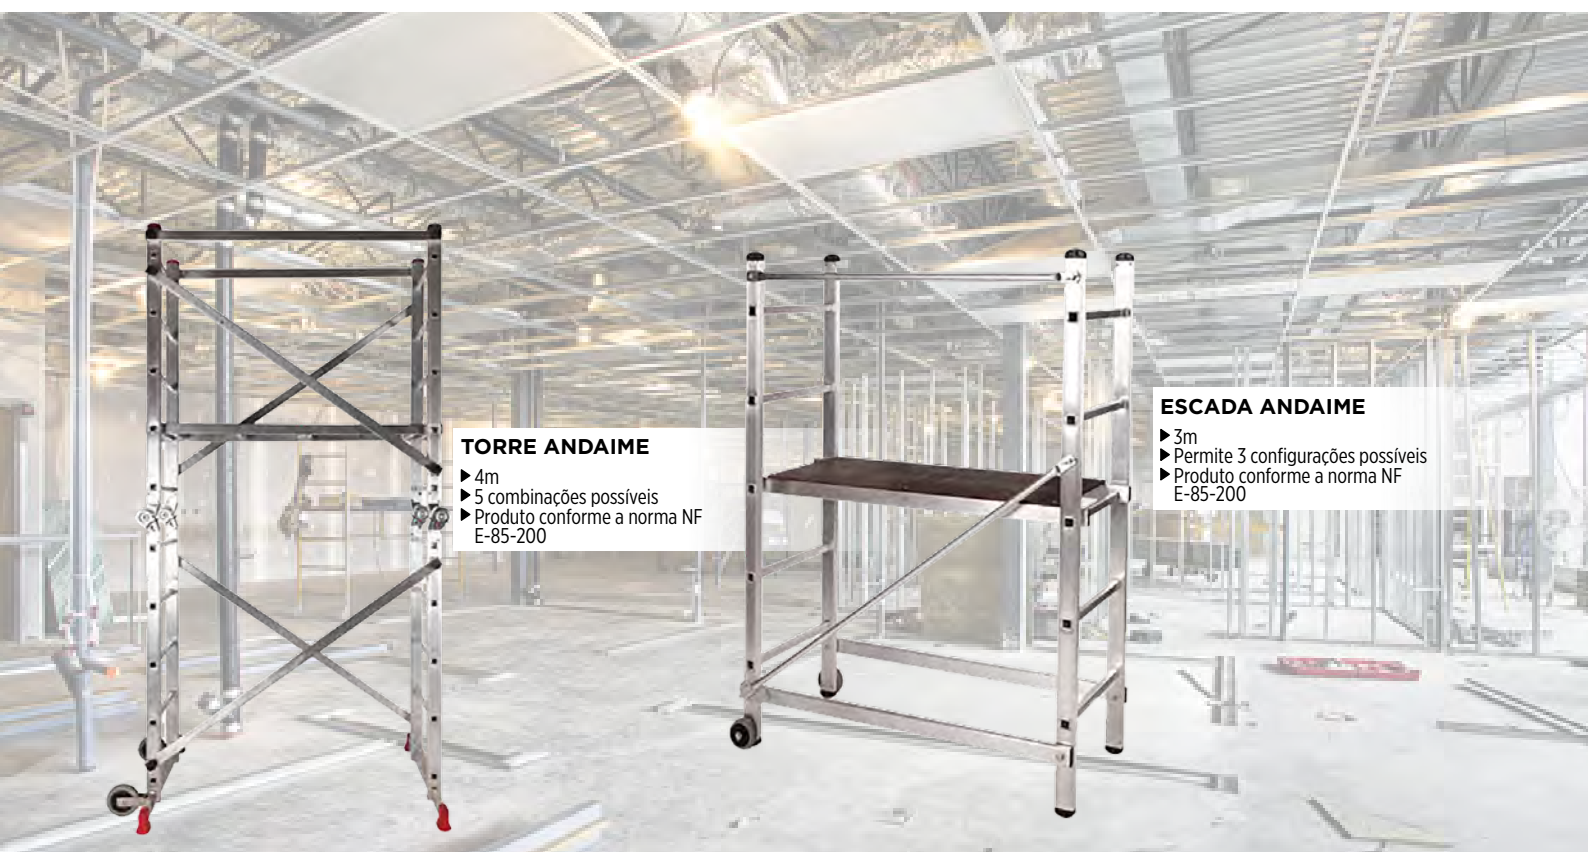 TORRE ANDAIME
▶ 4m
▶ 5 combinações possíveis
▶ Produto conforme a norma NF
E-85-200
ESCADA ANDAIME
▶ 3m
▶ Permite 3 configurações possíveis
▶ Produto conforme a norma NF
E-85-200